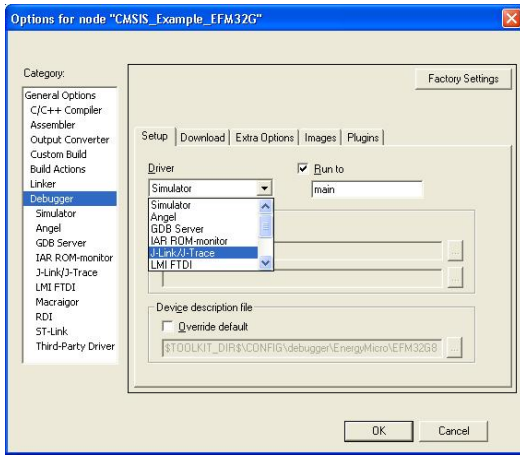 Options for node "CMSIS_Example_EFM32G"
Category:
General Options
C/C++ Compiler
Assembler
Output Converter
Custom Build
Build Actions
Linker
Debugger
Simulator
Angel
GDB Server
IAR ROM-monitor
J-Link/J-Trace
LMI FTDI
Macraigor
RDI
ST-Link
Third-Party Driver
Factory Settings
Setup
Download
Extra Options
Images
Plugins
Driver
Run to
Simulator
main
Simulator
Angel
GDB Server
IAR ROM-monitor
J-Link/J-Trace
LMI FTDI
...
...
Device description file
Override default
$TOOLKIT_DIR$\CONFIG\debugger\EnergyMicro\EFM32G8
...
OK
Cancel